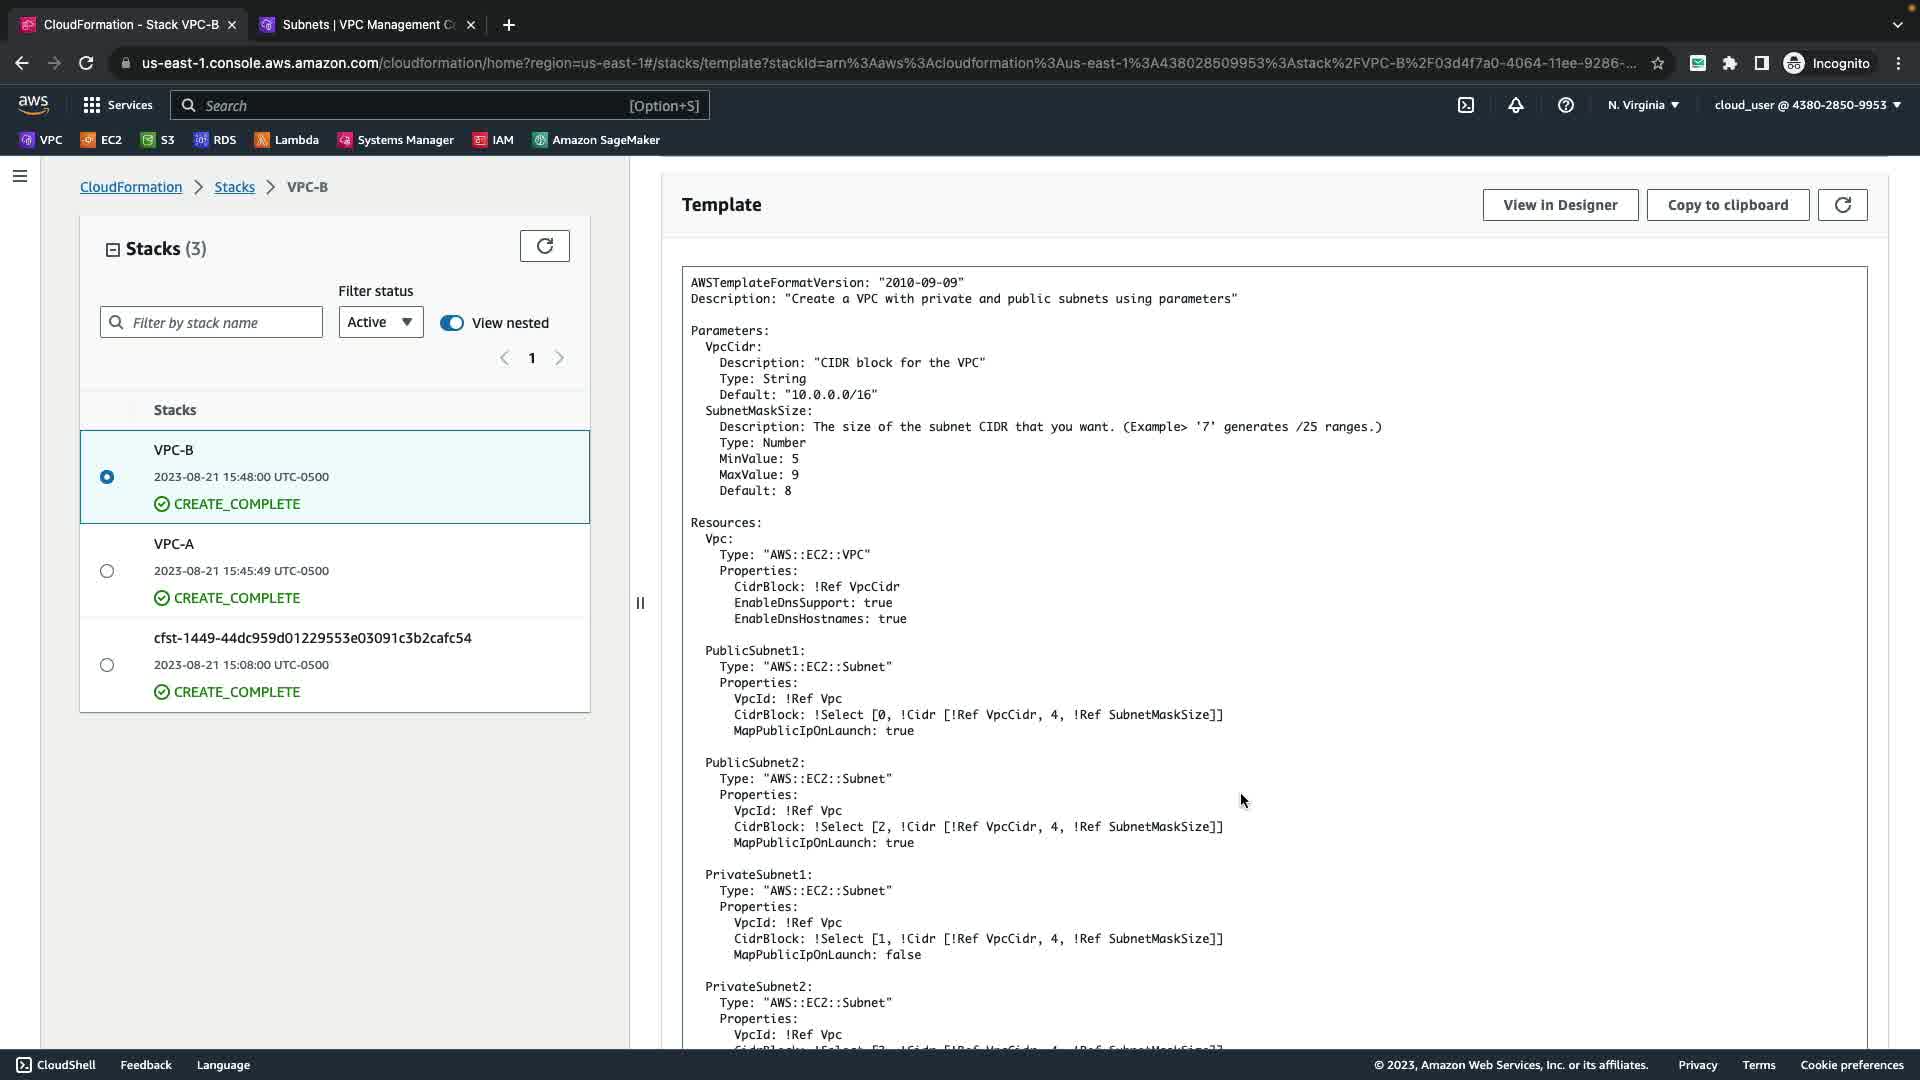 CloudFormation - Stack VPC-B
Subnets | VPC Management C
us-east-1.console.aws.amazon.com/cloudformation/home?region=us-east-1#/stacks/template?stackId=arn%3Aaws%3Acloudformation%3Aus-east-1%3A438028509953%3Astack%2FVPC-B%2F03d4f7a0-4064-11ee-9286-...
Incognito
aws
Services
Search
[Option+S]
N. Virginia
cloud_user @ 4380-2850-9953
VPC
EC2
S3
RDS
Lambda
Systems Manager
IAM
Amazon SageMaker
CloudFormation > Stacks > VPC-B
Stacks (3)
Filter status
Filter by stack name
Active
View nested
1
Stacks
VPC-B
2023-08-21 15:48:00 UTC-0500
CREATE_COMPLETE
VPC-A
2023-08-21 15:45:49 UTC-0500
CREATE_COMPLETE
cfst-1449-44dc959d01229553e03091c3b2cafc54
2023-08-21 15:08:00 UTC-0500
CREATE_COMPLETE
Template
View in Designer
Copy to clipboard
AWSTemplateFormatVersion: "2010-09-09"
Description: "Create a VPC with private and public subnets using parameters"
Parameters:
VpcCidr:
Description: "CIDR block for the VPC"
Type: String
Default: "10.0.0.0/16"
SubnetMaskSize:
Description: The size of the subnet CIDR that you want. (Example> '7' generates /25 ranges.)
Type: Number
MinValue: 5
MaxValue: 9
Default: 8
Resources:
Vpc:
Type: "AWS::EC2::VPC"
Properties:
CidrBlock: !Ref VpcCidr
EnableDnsSupport: true
EnableDnsHostnames: true
PublicSubnet1:
Type: "AWS::EC2::Subnet"
Properties:
VpcId: !Ref Vpc
CidrBlock: !Select [0, !Cidr [!Ref VpcCidr, 4, !Ref SubnetMaskSize]]
MapPublicIpOnLaunch: true
PublicSubnet2:
Type: "AWS::EC2::Subnet"
Properties:
VpcId: !Ref Vpc
CidrBlock: !Select [2, !Cidr [!Ref VpcCidr, 4, !Ref SubnetMaskSize]]
MapPublicIpOnLaunch: true
PrivateSubnet1:
Type: "AWS::EC2::Subnet"
Properties:
VpcId: !Ref Vpc
CidrBlock: !Select [1, !Cidr [!Ref VpcCidr, 4, !Ref SubnetMaskSize]]
MapPublicIpOnLaunch: false
PrivateSubnet2:
Type: "AWS::EC2::Subnet"
Properties:
VpcId: !Ref Vpc
CloudShell
Feedback
Language
© 2023, Amazon Web Services, Inc. or its affiliates.
Privacy
Terms
Cookie preferences